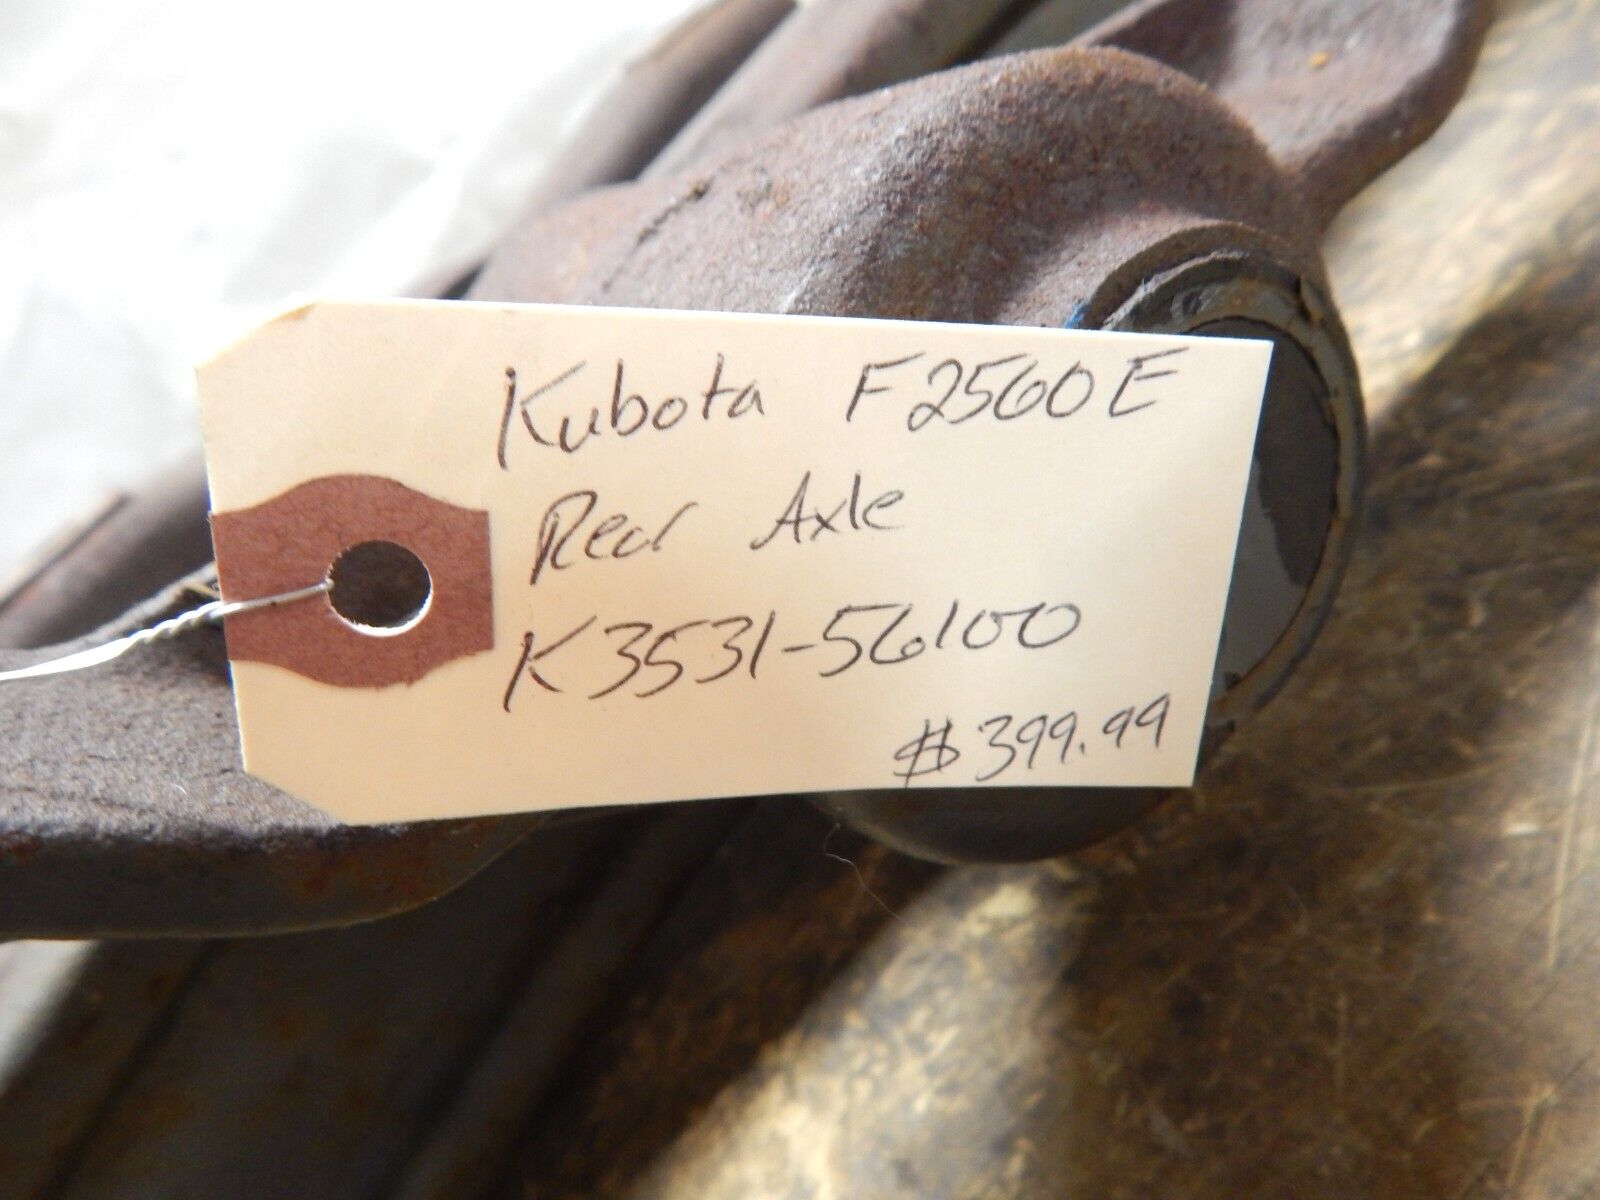 Kubota F2560E
Rear Axle
K3531-56100
$399.99